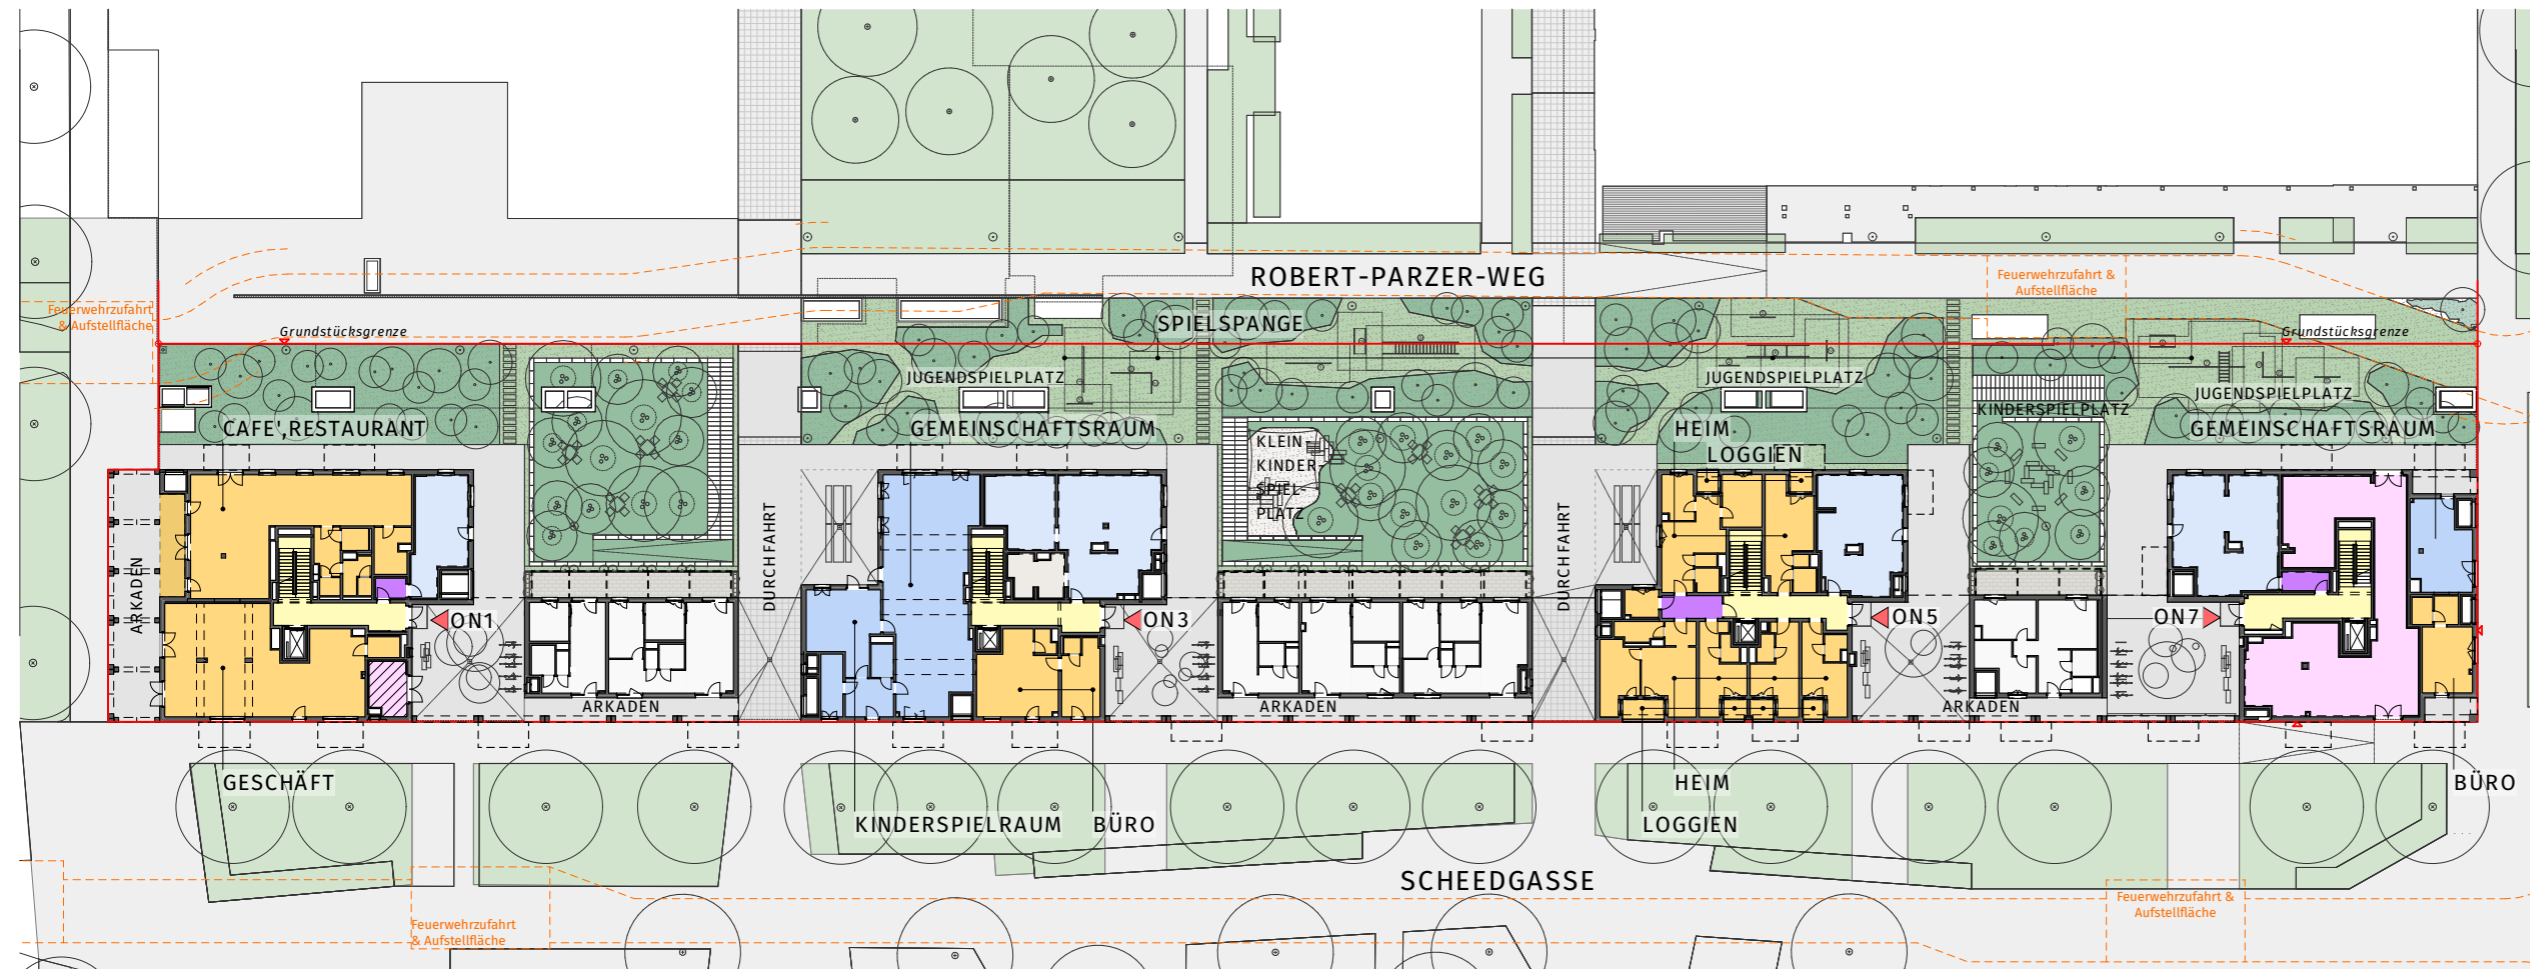 ROBERT-PARZER-WEG
Feuerwehrzufahrt &
Aufstellfläche
Feuerwehrzufahrt
& Aufstellfläche
Grundstücksgrenze
SPIELSPANGE
Grundstücksgrenze
JUGENDSPIELPLATZ
JUGENDSPIELPLATZ
JUGENDSPIELPLATZ
KINDERSPIELPLATZ
CAFE',RESTAURANT
GEMEINSCHAFTSRAUM
HEIM
GEMEINSCHAFTSRAUM
KLEIN
KINDER-
SPIEL-
PLATZ
LOGGIEN
ARKADEN
DURCHFAHRT
DURCHFAHRT
ON1
ON3
ON5
ON7
ARKADEN
ARKADEN
ARKADEN
GESCHÄFT
HEIM
BÜRO
KINDERSPIELRAUM
BÜRO
LOGGIEN
SCHEEDGASSE
Feuerwehrzufahrt
& Aufstellfläche
Feuerwehrzufahrt &
Aufstellfläche